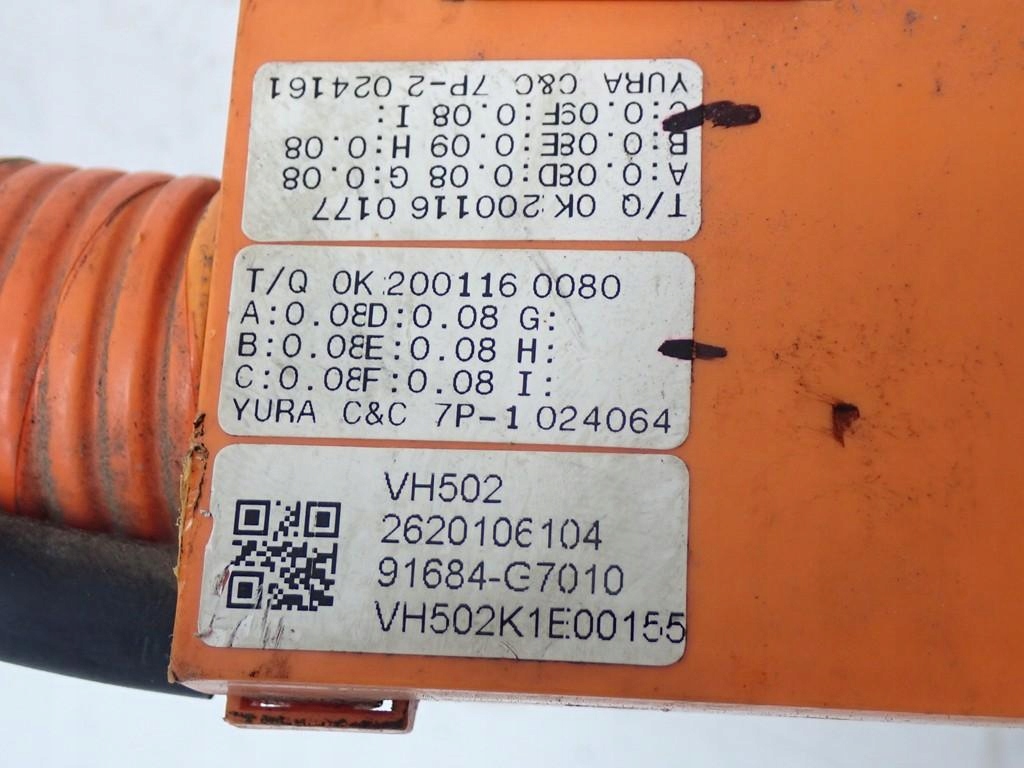 T/Q OK:200116 0177
A:0.08D:0.08 G:0.08
B:0.08E:0.09 H:0.08
C:0.09F:0.08 I:
YURA C&C 7P-2 024161
T/Q OK:200116 0080
A:0.08D:0.08 G:
B:0.08E:0.08 H:
C:0.08F:0.08 I:
YURA C&C 7P-1 024064
VH502
2620106104
91684-G7010
VH502K1E00155